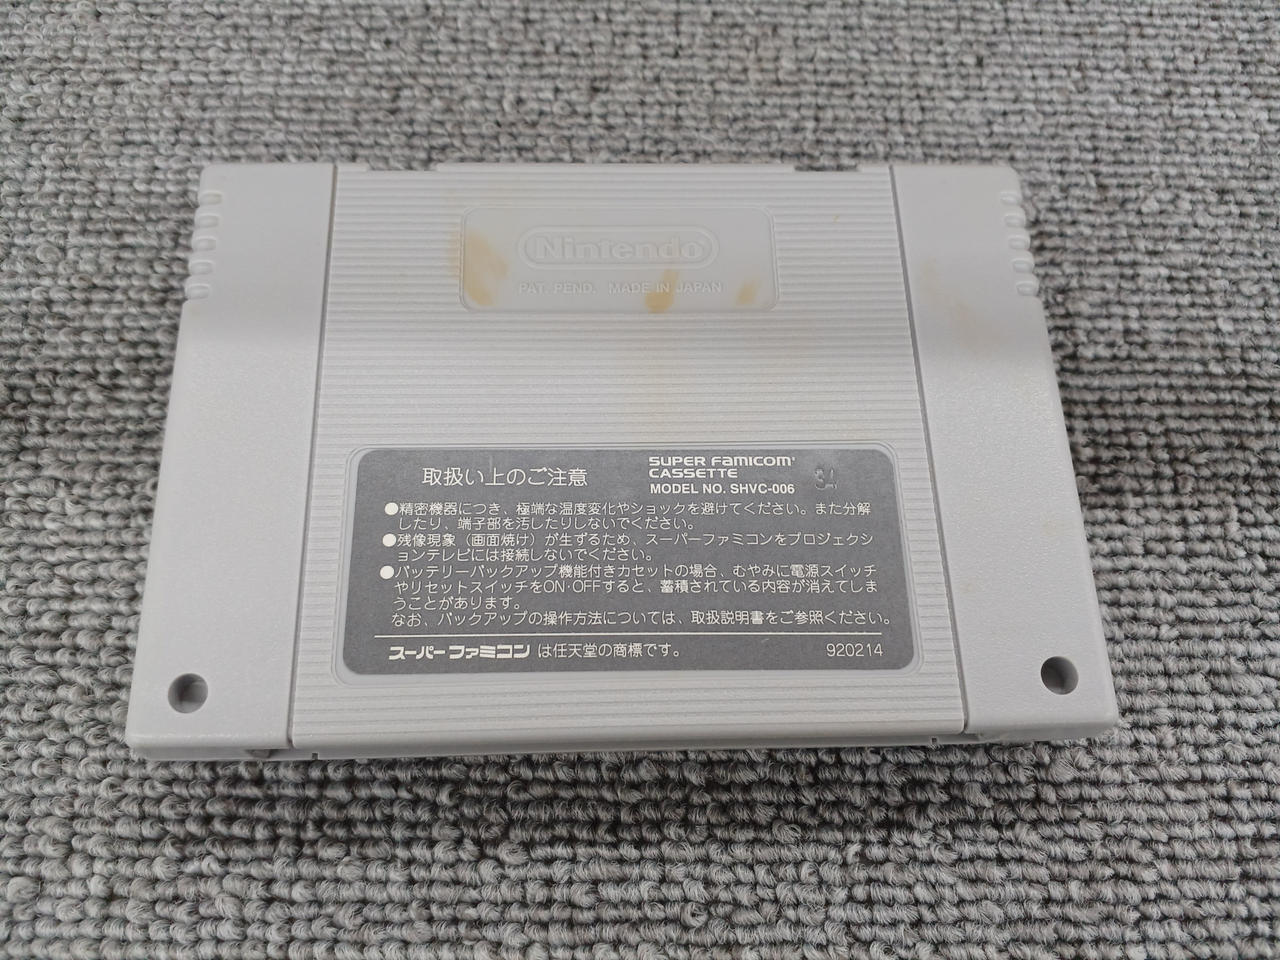 Nintendo
PAT. PEND. MADE IN JAPAN
取扱い上のご注意
SUPER FAMICOM
CASSETTE
MODEL NO. SHVC-006
34
●精密機器につき、極端な温度変化やショックを避けてください。また分解
したり、端子部を汚したりしないでください。
●残像現象（画面焼け）が生ずるため、スーパーファミコンをプロジェクシ
ョンテレビには接続しないでください。
●バッテリーバックアップ機能付きカセットの場合、むやみに電源スイッチ
やリセットスイッチをON·OFFすると、蓄積されている内容が消えてしま
うことがあります。
なお、バックアップの操作方法については、取扱説明書をご参照ください。
スーパーファミコン は任天堂の商標です。
920214